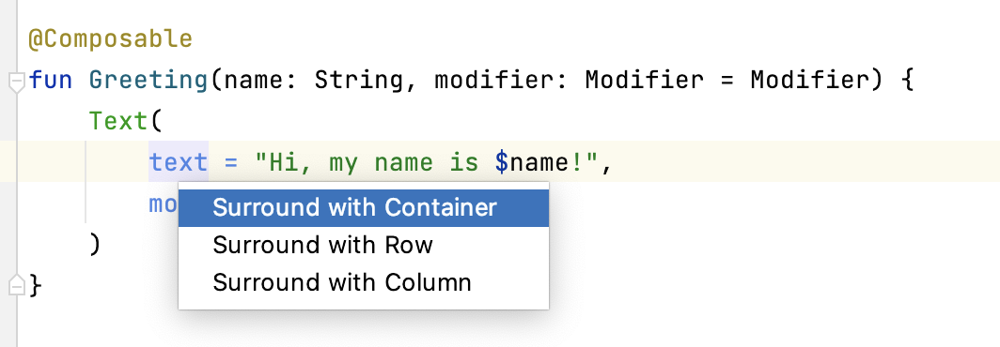 @Composable
fun Greeting(name: String, modifier: Modifier = Modifier) {
Text(
text = "Hi, my name is $name!",
mo
Surround with Container
Surround with Row
Surround with Column
)
}